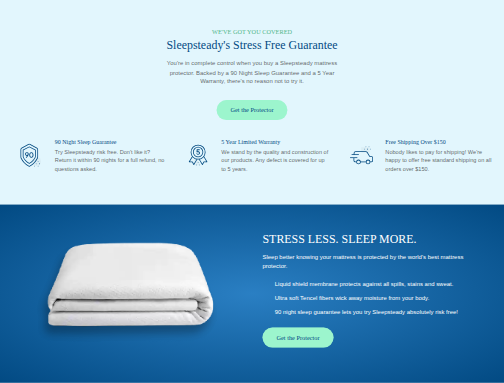 WE'VE GOT YOU COVERED
Sleepstady's Stress Free Guarantee
You're in complete control when you buy a Sleepsteady mattress
protector. Backed by a 90 Night Sleep Guarantee and a 5 Year
Warranty, there's no reason not to try it.
Get the Protector
90
90 Night Sleep Guarantee
Try Sleepsteady risk free. Don't like it?
Return it within 90 nights for a full refund, no
questions asked.
5
5 Year Limited Warranty
We stand by the quality and construction of
our products. Any defect is covered for up
to 5 years.
Free Shipping Over $150
Nobody likes to pay for shipping! We're
happy to offer free standard shipping on all
orders over $150.
STRESS LESS. SLEEP MORE.
Sleep better knowing your mattress is protected by the world's best mattress
protector.
Liquid shield membrane protects against all spills, stains and sweat.
Ultra soft Tencel fibers wick away moisture from your body.
90 night sleep guarantee lets you try Sleepsteady absolutely risk free!
Get the Protector